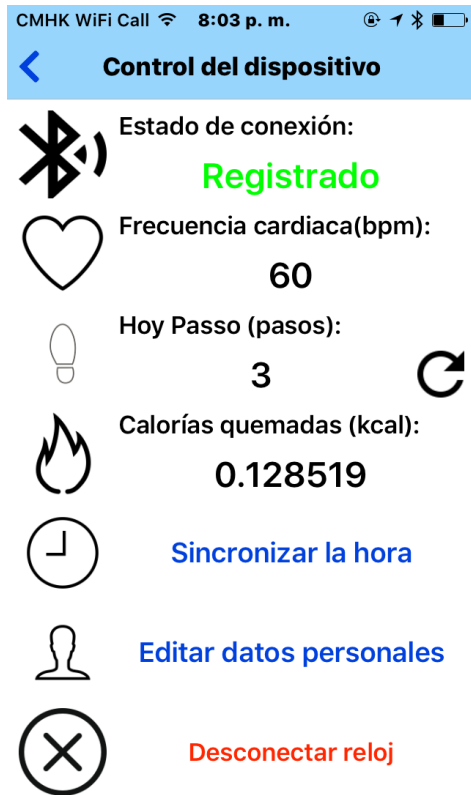 CMHK WiFi Call 8:03 p. m.
Control del dispositivo
Estado de conexión:
Registrado
Frecuencia cardiaca(bpm):
60
Hoy Passo (pasos):
3
Calorías quemadas (kcal):
0.128519
Sincronizar la hora
Editar datos personales
Desconectar reloj